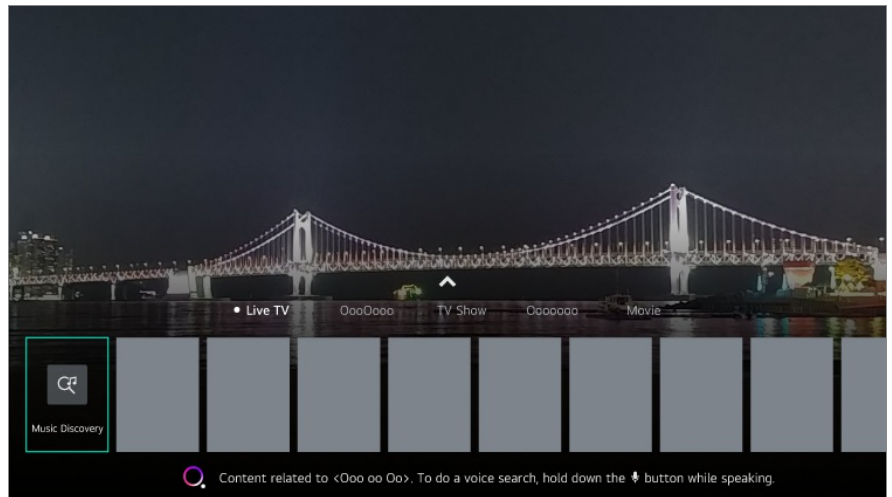 Live TV OooOooo TV Show Ooooooo Movie
Music Discovery
Content related to <Ooo oo Oo>. To do a voice search, hold down the button while speaking.